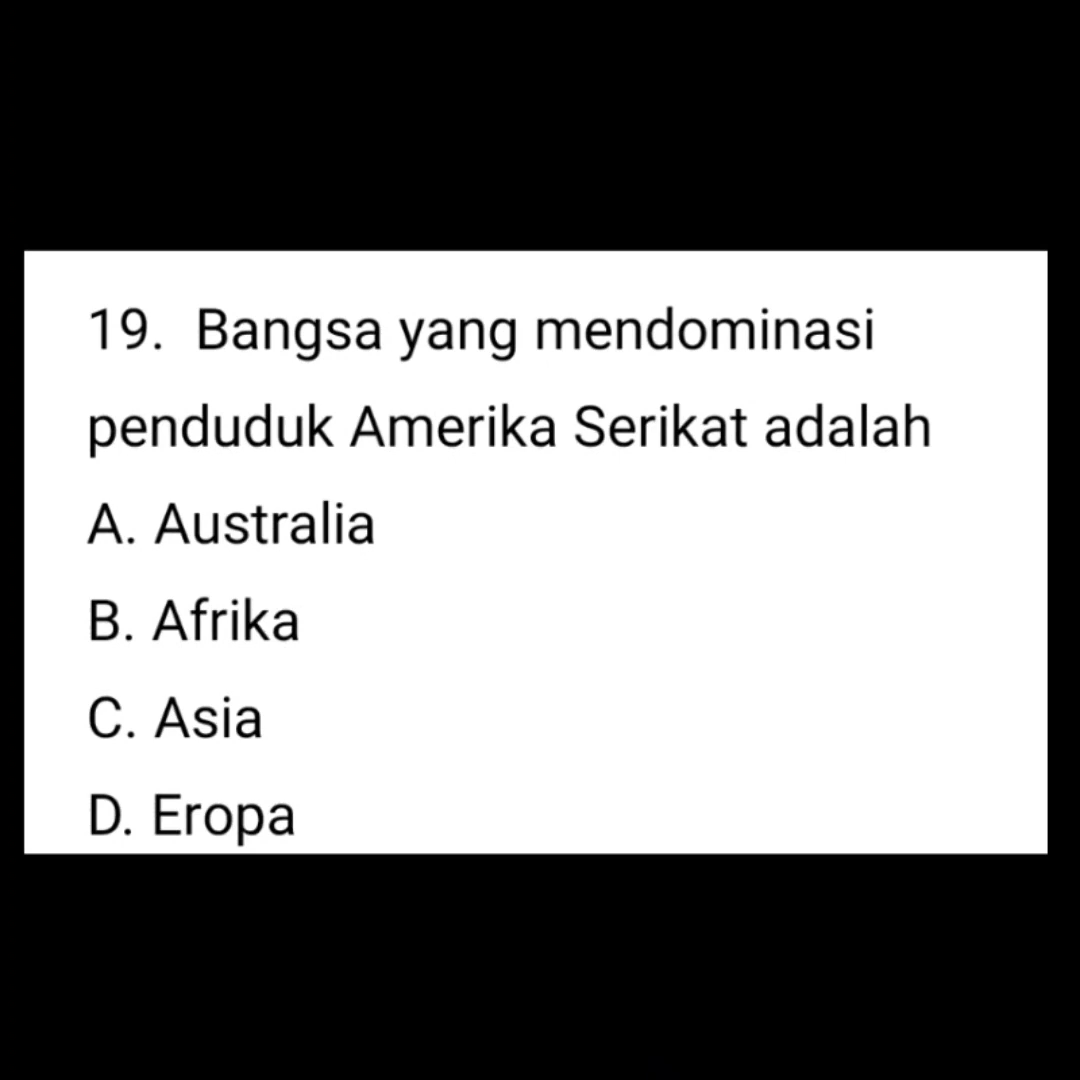 19. Bangsa yang mendominasi
penduduk Amerika Serikat adalah
A. Australia
B. Afrika
C. Asia
D. Eropa